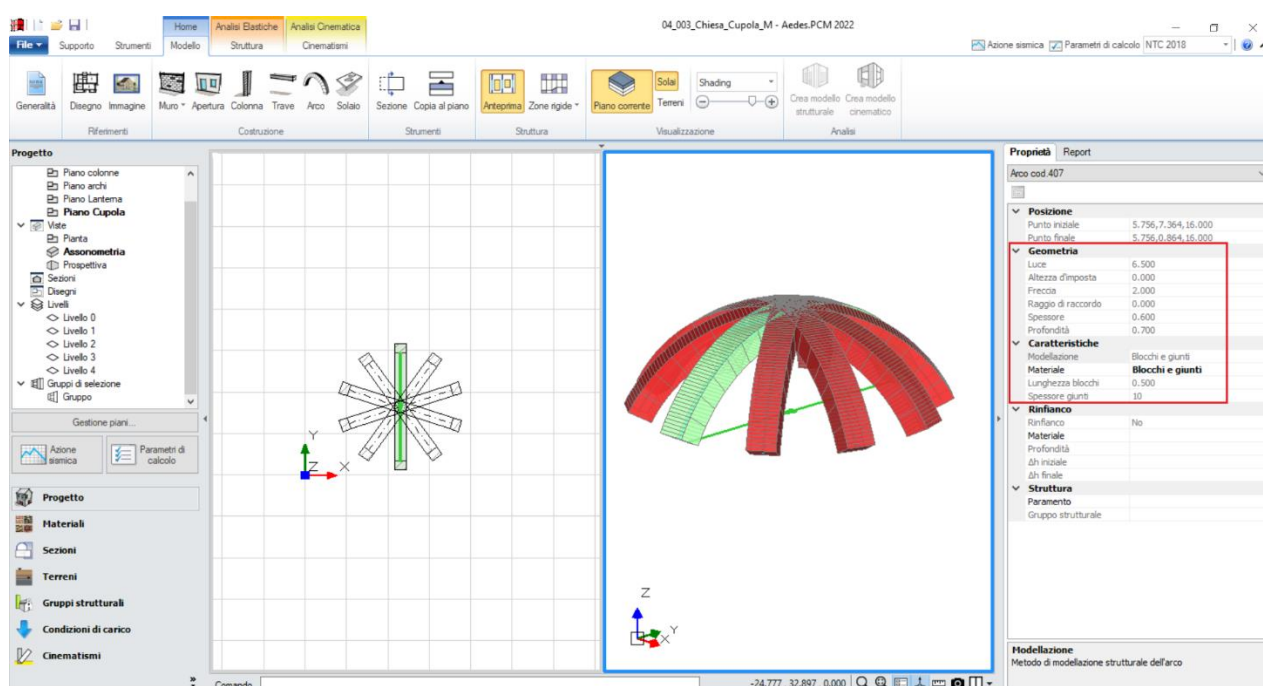 04_003_Chiesa_Cupola_M - Aedes.PCM 2022
Home Analisi Elastiche Analisi Cinematica
File Supporto Strumenti Modello Struttura Cinematismi
Azione sismica Parametri di calcolo NTC 2018
Generalità Disegno Immagine Muro Apertura Colonna Trave Arco Solaio Sezione Copia al piano Anteprima Zone rigide Piano corrente Solai Terreni Shading Crea modello strutturale Crea modello cinematico
Riferimenti Costruzione Strumenti Struttura Visualizzazione Analisi
Progetto
Piano colonne
Piano archi
Piano Lanterna
Piano Cupola
Viste
Pianta
Assonometria
Prospettiva
Sezioni
Disegni
Livelli
Livello 0
Livello 1
Livello 2
Livello 3
Livello 4
Gruppi di selezione
Gruppo
Gestione piani...
Azione sismica
Parametri di calcolo
Progetto
Materiali
Sezioni
Terreni
Gruppi strutturali
Condizioni di carico
Cinematismi
Y
Z X
Z
Y
X
Comando
-24.777 32.897 0.000
Proprietà Report
Arco cod.407
Posizione
Punto iniziale 5.756,7.364,16.000
Punto finale 5.756,0.864,16.000
Geometria
Luce 6.500
Altezza d'imposta 0.000
Freccia 2.000
Raggio di raccordo 0.000
Spessore 0.600
Profondità 0.700
Caratteristiche
Modellazione Blocchi e giunti
Materiale Blocchi e giunti
Lunghezza blocchi 0.500
Spessore giunti 10
Rinfianco
Rinfianco No
Materiale
Profondità
Δh iniziale
Δh finale
Struttura
Paramento
Gruppo strutturale
Modellazione
Metodo di modellazione strutturale dell'arco